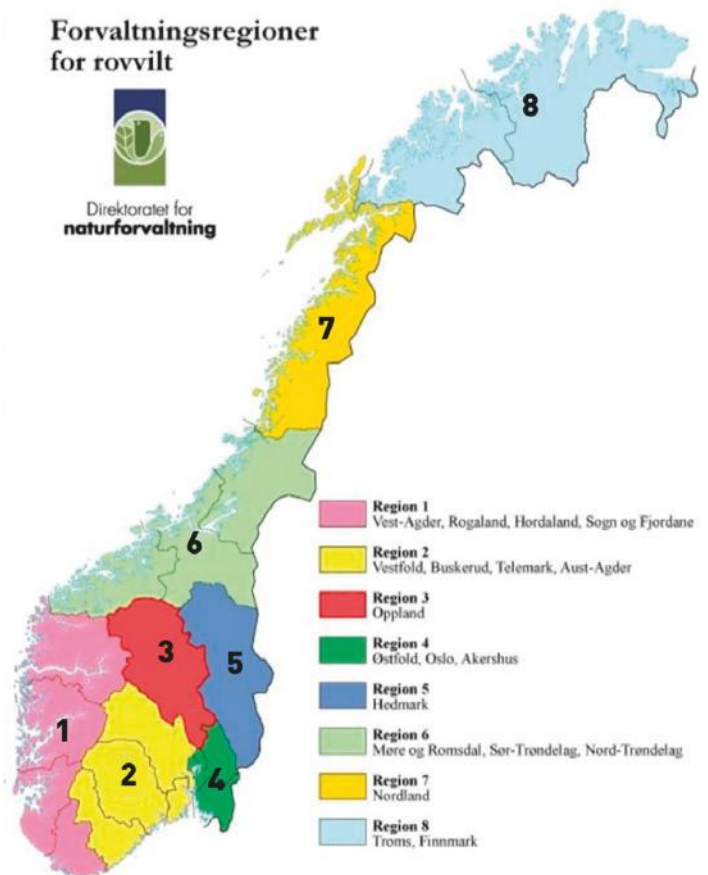 Forvaltningsregioner
for rovvilt
Direktoratet for
naturforvaltning
8
7
6
3
5
1
2
4
Region 1
Vest-Agder, Rogaland, Hordaland, Sogn og Fjordane
Region 2
Vestfold, Buskerud, Telemark, Aust-Agder
Region 3
Oppland
Region 4
Østfold, Oslo, Akershus
Region 5
Hedmark
Region 6
Møre og Romsdal, Sør-Trøndelag, Nord-Trøndelag
Region 7
Nordland
Region 8
Troms, Finnmark